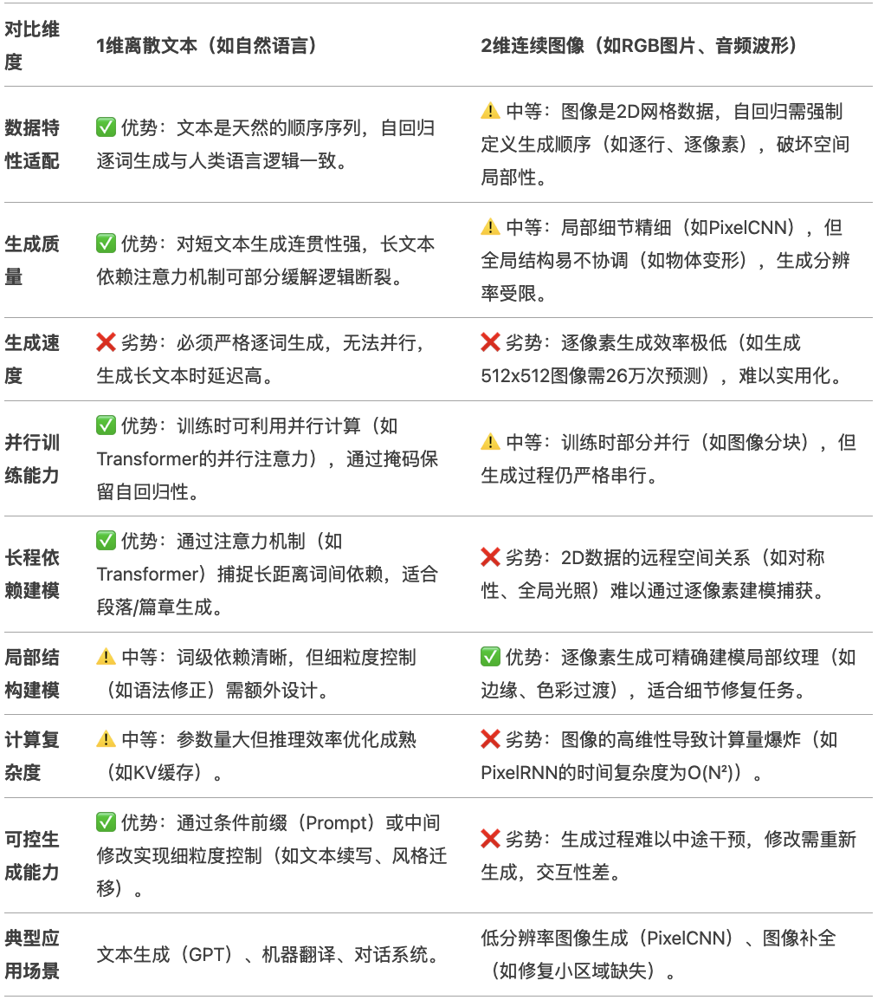 对比维
度
1维离散文本（如自然语言）
2维连续图像（如RGB图片、音频波形）
数据特
性适配
✅ 优势：文本是天然的顺序序列，自回归
逐词生成与人类语言逻辑一致。
⚠️ 中等：图像是2D网格数据，自回归需强制
定义生成顺序（如逐行、逐像素），破坏空间
局部性。
生成质
量
✅ 优势：对短文本生成连贯性强，长文本
依赖注意力机制可部分缓解逻辑断裂。
⚠️ 中等：局部细节精细（如PixelCNN），但
全局结构易不协调（如物体变形），生成分辨
率受限。
生成速
度
❌ 劣势：必须严格逐词生成，无法并行，
生成长文本时延迟高。
❌ 劣势：逐像素生成效率极低（如生成
512x512图像需26万次预测），难以实用化。
并行训
练能力
✅ 优势：训练时可利用并行计算（如
Transformer的并行注意力），通过掩码保
留自回归性。
⚠️ 中等：训练时部分并行（如图像分块），但
生成过程仍严格串行。
长程依
赖建模
✅ 优势：通过注意力机制（如
Transformer）捕捉长距离词间依赖，适合
段落/篇章生成。
❌ 劣势：2D数据的远程空间关系（如对称
性、全局光照）难以通过逐像素建模捕获。
局部结
构建模
⚠️ 中等：词级依赖清晰，但细粒度控制
（如语法修正）需额外设计。
✅ 优势：逐像素生成可精确建模局部纹理（如
边缘、色彩过渡），适合细节修复任务。
计算复
杂度
⚠️ 中等：参数量大但推理效率优化成熟
（如KV缓存）。
❌ 劣势：图像的高维性导致计算量爆炸（如
PixelRNN的时间复杂度为O(N²)）。
可控生
成能力
✅ 优势：通过条件前缀（Prompt）或中间
修改实现细粒度控制（如文本续写、风格迁
移）。
❌ 劣势：生成过程难以中途干预，修改需重新
生成，交互性差。
典型应
用场景
文本生成（GPT）、机器翻译、对话系统。
低分辨率图像生成（PixelCNN）、图像补全
（如修复小区域缺失）。